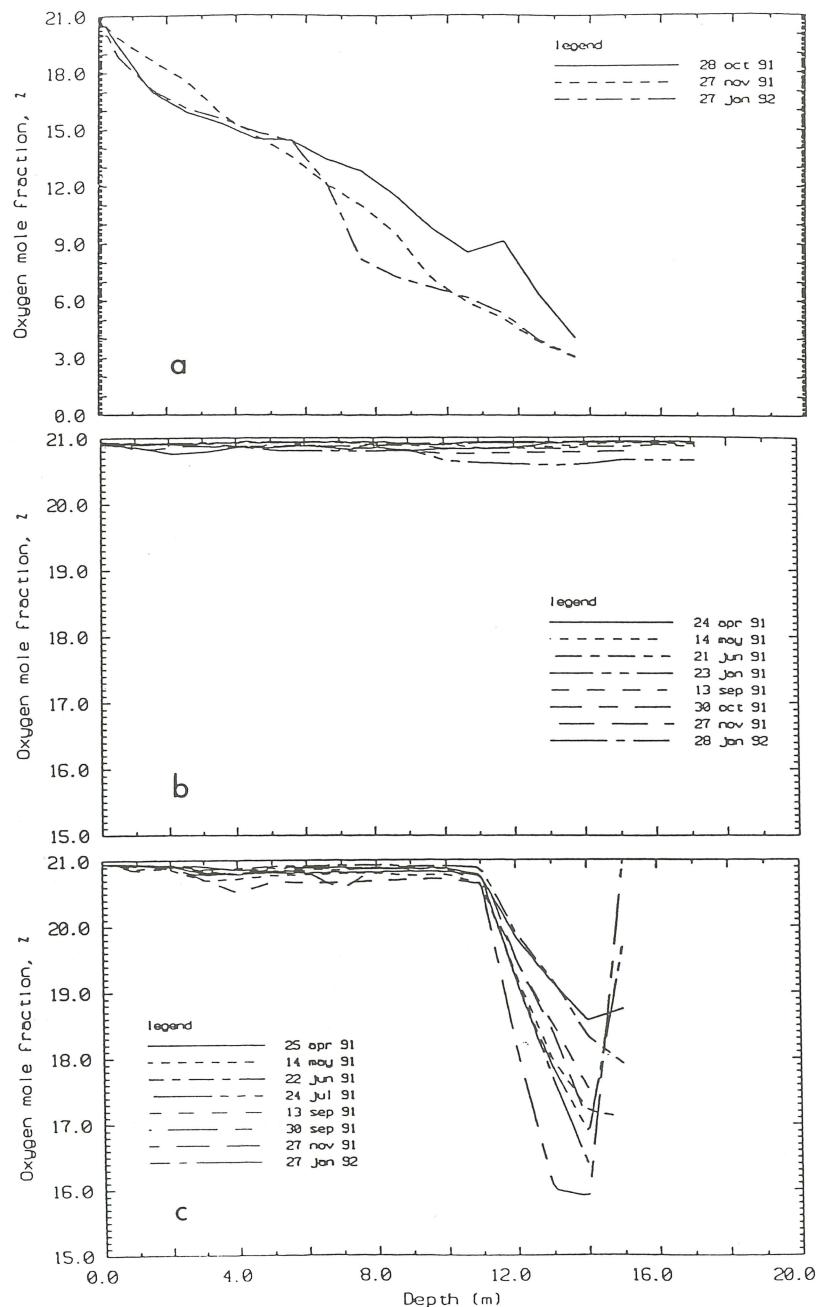 21.0
18.0
15.0
12.0
9.0
6.0
3.0
0.0
Oxygen mole fraction, %
legend
28 oct 91
27 nov 91
27 jan 92
a
21.0
20.0
19.0
18.0
17.0
16.0
15.0
Oxygen mole fraction, %
legend
24 apr 91
14 may 91
21 jun 91
23 jan 91
13 sep 91
30 oct 91
27 nov 91
28 jan 92
b
21.0
20.0
19.0
18.0
17.0
16.0
15.0
Oxygen mole fraction, %
legend
25 apr 91
14 may 91
22 jun 91
24 jul 91
13 sep 91
30 sep 91
27 nov 91
27 jan 92
c
0.0 4.0 8.0 12.0 16.0 20.0
Depth (m)